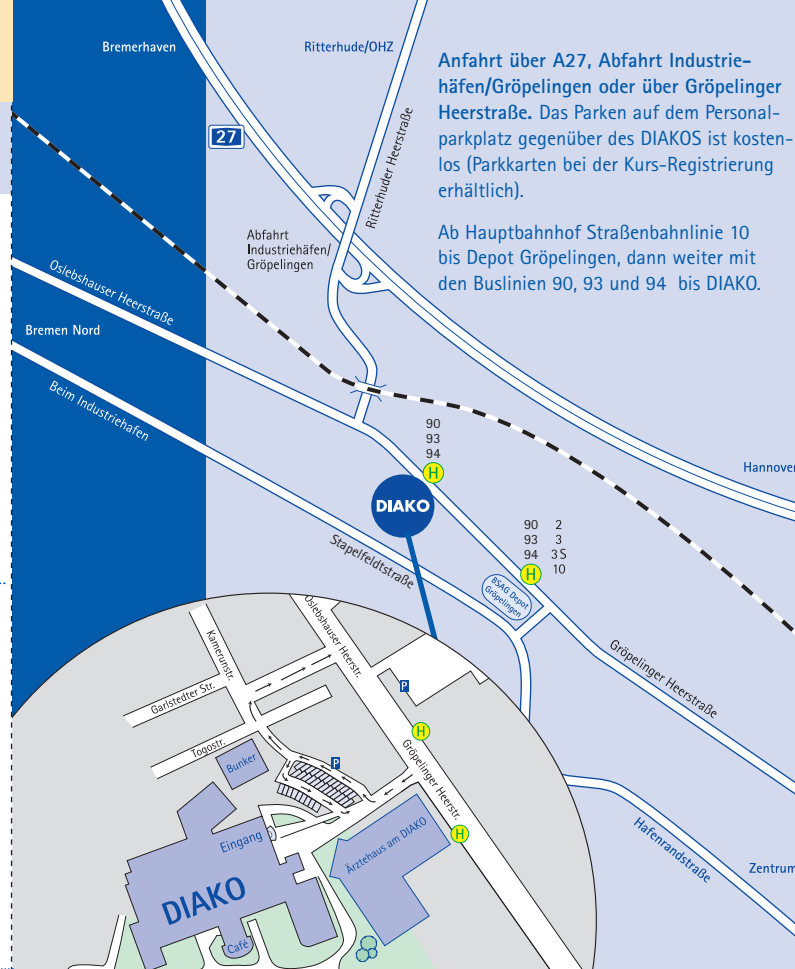 Bremerhaven
Ritterhude/OHZ
Anfahrt über A27, Abfahrt Industrie-
häfen/Gröpelingen oder über Gröpelinger
Heerstraße. Das Parken auf dem Personal-
parkplatz gegenüber des DIAKOS ist kosten-
los (Parkkarten bei der Kurs-Registrierung
erhältlich).
Ab Hauptbahnhof Straßenbahnlinie 10
bis Depot Gröpelingen, dann weiter mit
den Buslinien 90, 93 und 94 bis DIAKO.
27
Ritterhuder Heerstraße
Abfahrt
Industriehäfen/
Gröpelingen
Oslebshauser Heerstraße
Bremen Nord
Beim Industriehafen
90
93
94
H
DIAKO
Hannover
90 2
93 3
94 3S
10
H
Stapelfeldtstraße
BSAG Depot
Gröpelingen
Gröpelinger Heerstraße
Hafenrandstraße
Zentrum
Oslebshauser Heerstr.
Kamerunstr.
Garlstedter Str.
Togostr.
P
H
Gröpelinger Heerstr.
P
Bunker
H
Eingang
Ärztehaus am DIAKO
DIAKO
Café